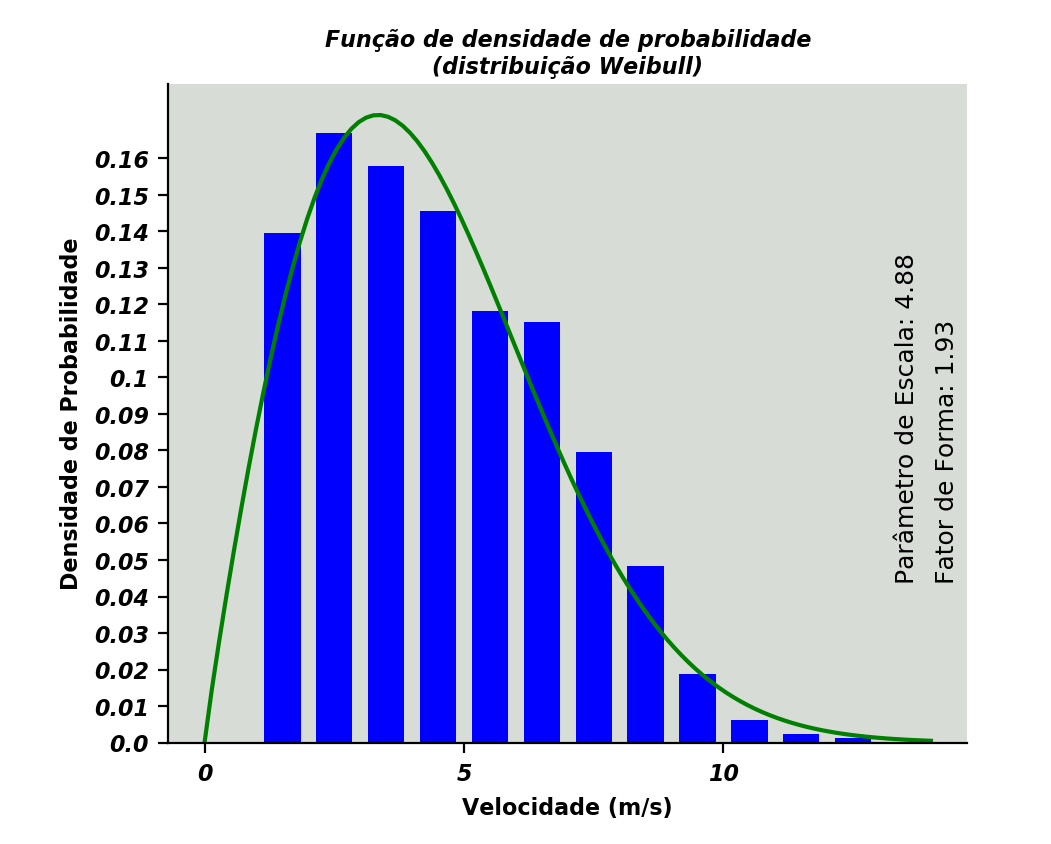 Função de densidade de probabilidade
(distribuição Weibull)
Densidade de Probabilidade
0.16
0.15
0.14
0.13
0.12
0.11
0.1
0.09
0.08
0.07
0.06
0.05
0.04
0.03
0.02
0.01
0.0
0 5 10
Velocidade (m/s)
Parâmetro de Escala: 4.88
Fator de Forma: 1.93